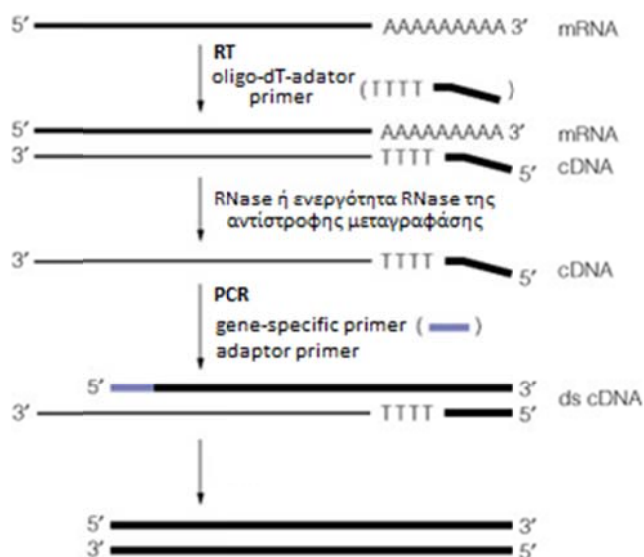 5′ AAAAAAAAA 3′ mRNA
RT
oligo-dT-adator
primer ( TTTT )
5′ AAAAAAAAA 3′ mRNA
3′ TTTT 5′ cDNA
RNase ή ενεργότητα RNase της
αντίστροφης μεταγραφάσης
3′ TTTT 5′ cDNA
PCR
gene-specific primer ( )
adaptor primer
5′ 3′
3′ TTTT 5′ ds cDNA
5′ 3′
3′ 5′